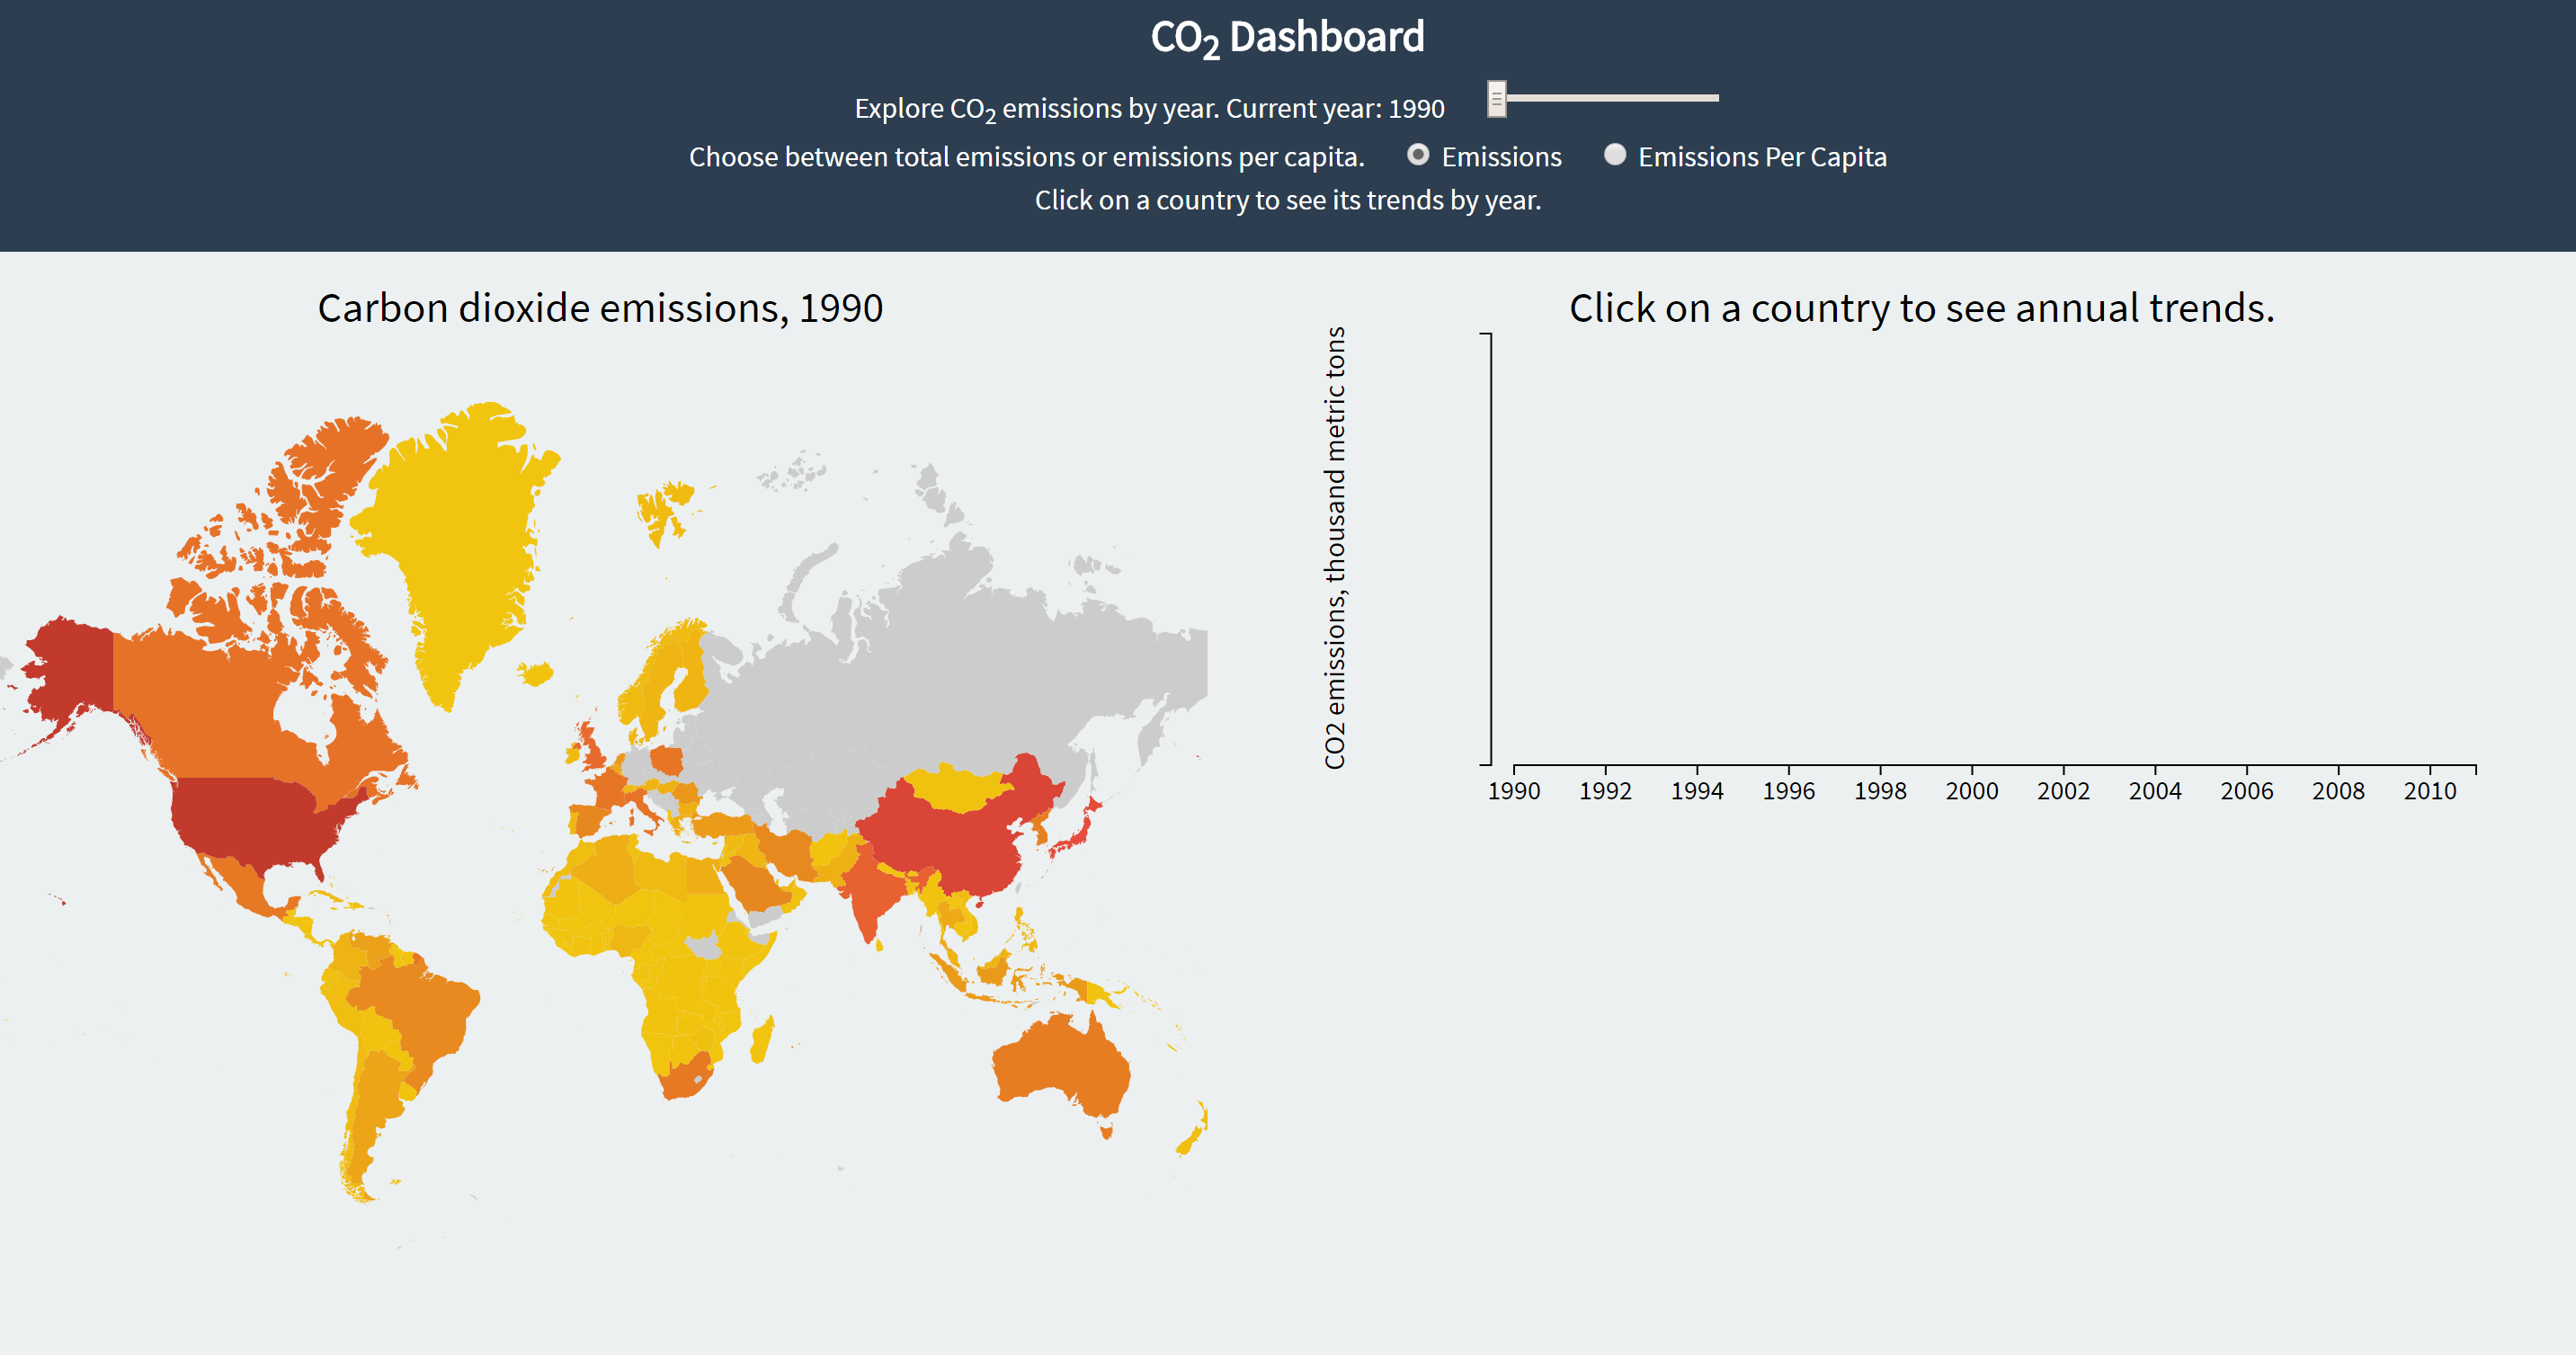 CO2 Dashboard
Explore CO2 emissions by year. Current year: 1990
Choose between total emissions or emissions per capita. Emissions Emissions Per Capita
Click on a country to see its trends by year.
Carbon dioxide emissions, 1990
Click on a country to see annual trends.
CO2 emissions, thousand metric tons
1990 1992 1994 1996 1998 2000 2002 2004 2006 2008 2010